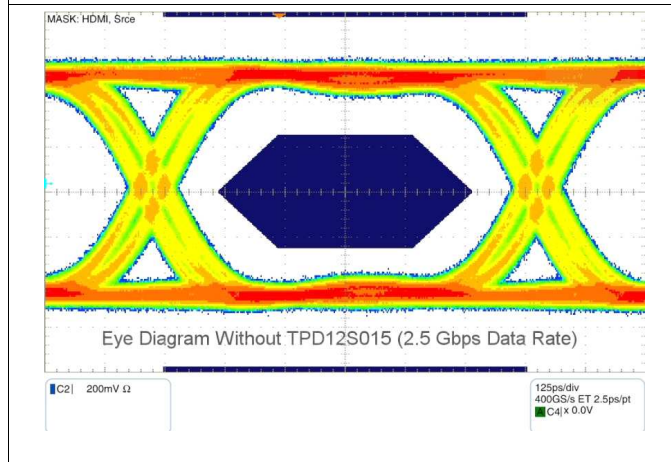 MASK: HDMI, Srce
Eye Diagram Without TPD12S015 (2.5 Gbps Data Rate)
C2| 200mV Ω
125ps/div
400GS/s ET 2.5ps/pt
A C4| x 0.0V